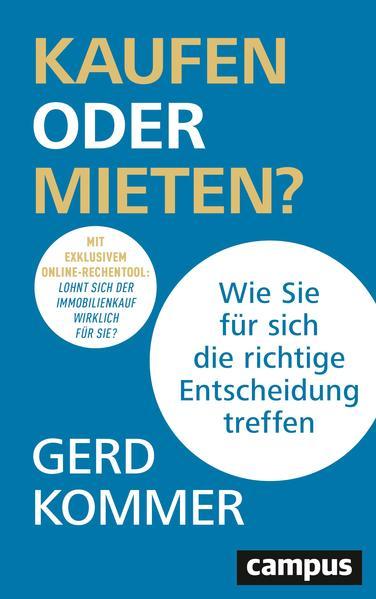 KAUFEN
ODER
MIETEN?
MIT
EXKLUSIVEM
ONLINE-RECHENTOOL:
LOHNT SICH DER
IMMOBILIENKAUF
WIRKLICH
FÜR SIE?
Wie Sie
für sich
die richtige
Entscheidung
treffen
GERD
KOMMER
campus